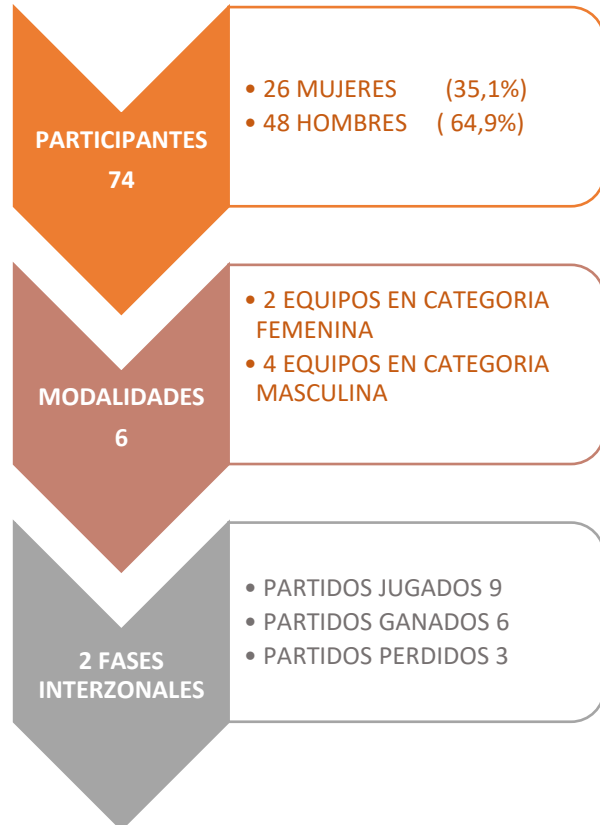 PARTICIPANTES
74
• 26 MUJERES (35,1%)
• 48 HOMBRES ( 64,9%)
MODALIDADES
6
• 2 EQUIPOS EN CATEGORIA
FEMENINA
• 4 EQUIPOS EN CATEGORIA
MASCULINA
2 FASES
INTERZONALES
• PARTIDOS JUGADOS 9
• PARTIDOS GANADOS 6
• PARTIDOS PERDIDOS 3